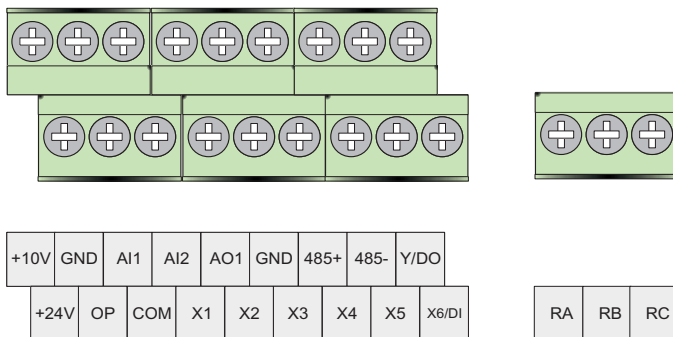 +10V GND AI1 AI2 AO1 GND 485+ 485- Y/DO
+24V OP COM X1 X2 X3 X4 X5 X6/DI RA RB RC